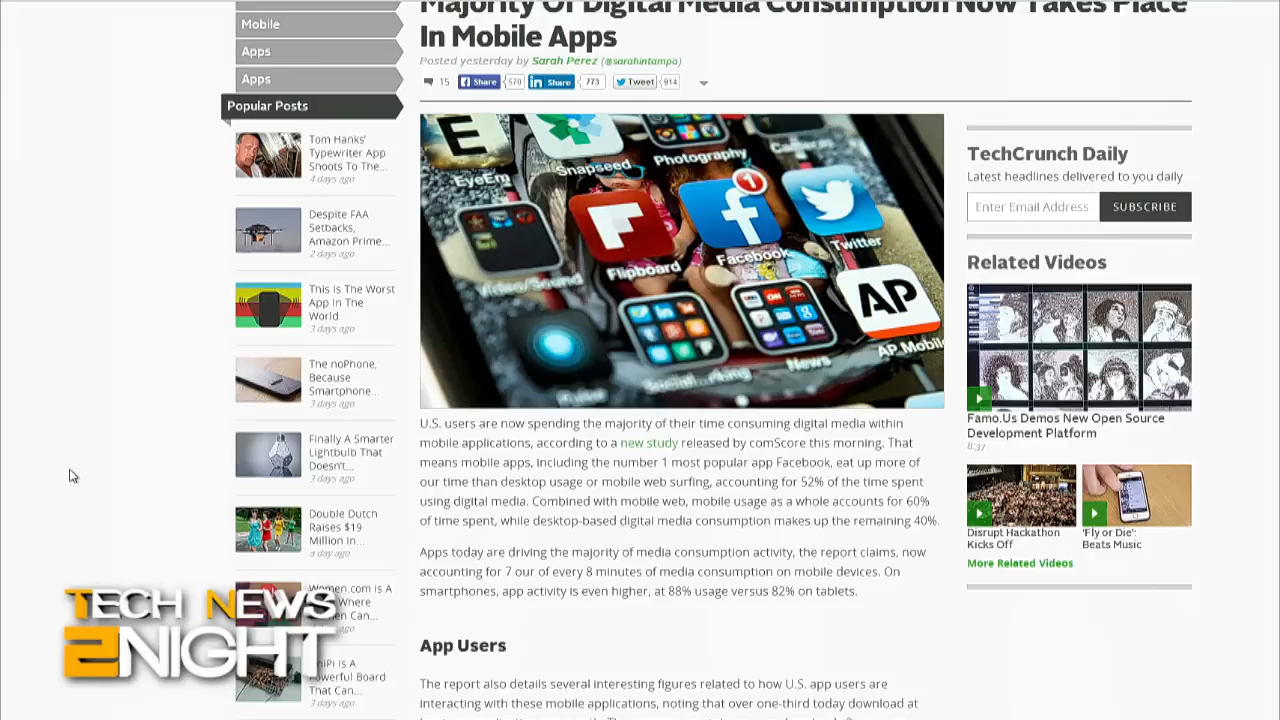 Majority Of Digital Media Consumption Now Takes Place
In Mobile Apps
Posted yesterday by Sarah Perez (@sarahintampa)
15 Share 570 Share 773 Tweet 914
Mobile
Apps
Apps
Popular Posts
Tom Hanks'
Typewriter App
Shoots To The...
4 days ago
Despite FAA
Setbacks,
Amazon Prime...
2 days ago
This Is The Worst
App In The
World
3 days ago
The noPhone,
Because
Smartphone...
3 days ago
Finally A Smarter
Lightbulb That
Doesn't...
3 days ago
Double Dutch
Raises $19
Million In...
a day ago
Women.com Is A
Where
Can...
ago
Is A
Powerful Board
That Can...
3 days ago
E
EyeEm
Snapseed
Photography
Video/Sound
Flipboard
1
Facebook
Twitter
News
AP
AP Mobile
U.S. users are now spending the majority of their time consuming digital media within
mobile applications, according to a new study released by comScore this morning. That
means mobile apps, including the number 1 most popular app Facebook, eat up more of
our time than desktop usage or mobile web surfing, accounting for 52% of the time spent
using digital media. Combined with mobile web, mobile usage as a whole accounts for 60%
of time spent, while desktop-based digital media consumption makes up the remaining 40%.
Apps today are driving the majority of media consumption activity, the report claims, now
accounting for 7 our of every 8 minutes of media consumption on mobile devices. On
smartphones, app activity is even higher, at 88% usage versus 82% on tablets.
App Users
The report also details several interesting figures related to how U.S. app users are
interacting with these mobile applications, noting that over one-third today download at
TechCrunch Daily
Latest headlines delivered to you daily
Enter Email Address SUBSCRIBE
Related Videos
Famo.Us Demos New Open Source
Development Platform
8:37
Disrupt Hackathon
Kicks Off
'Fly or Die':
Beats Music
More Related Videos
TECH NEWS
2NIGHT